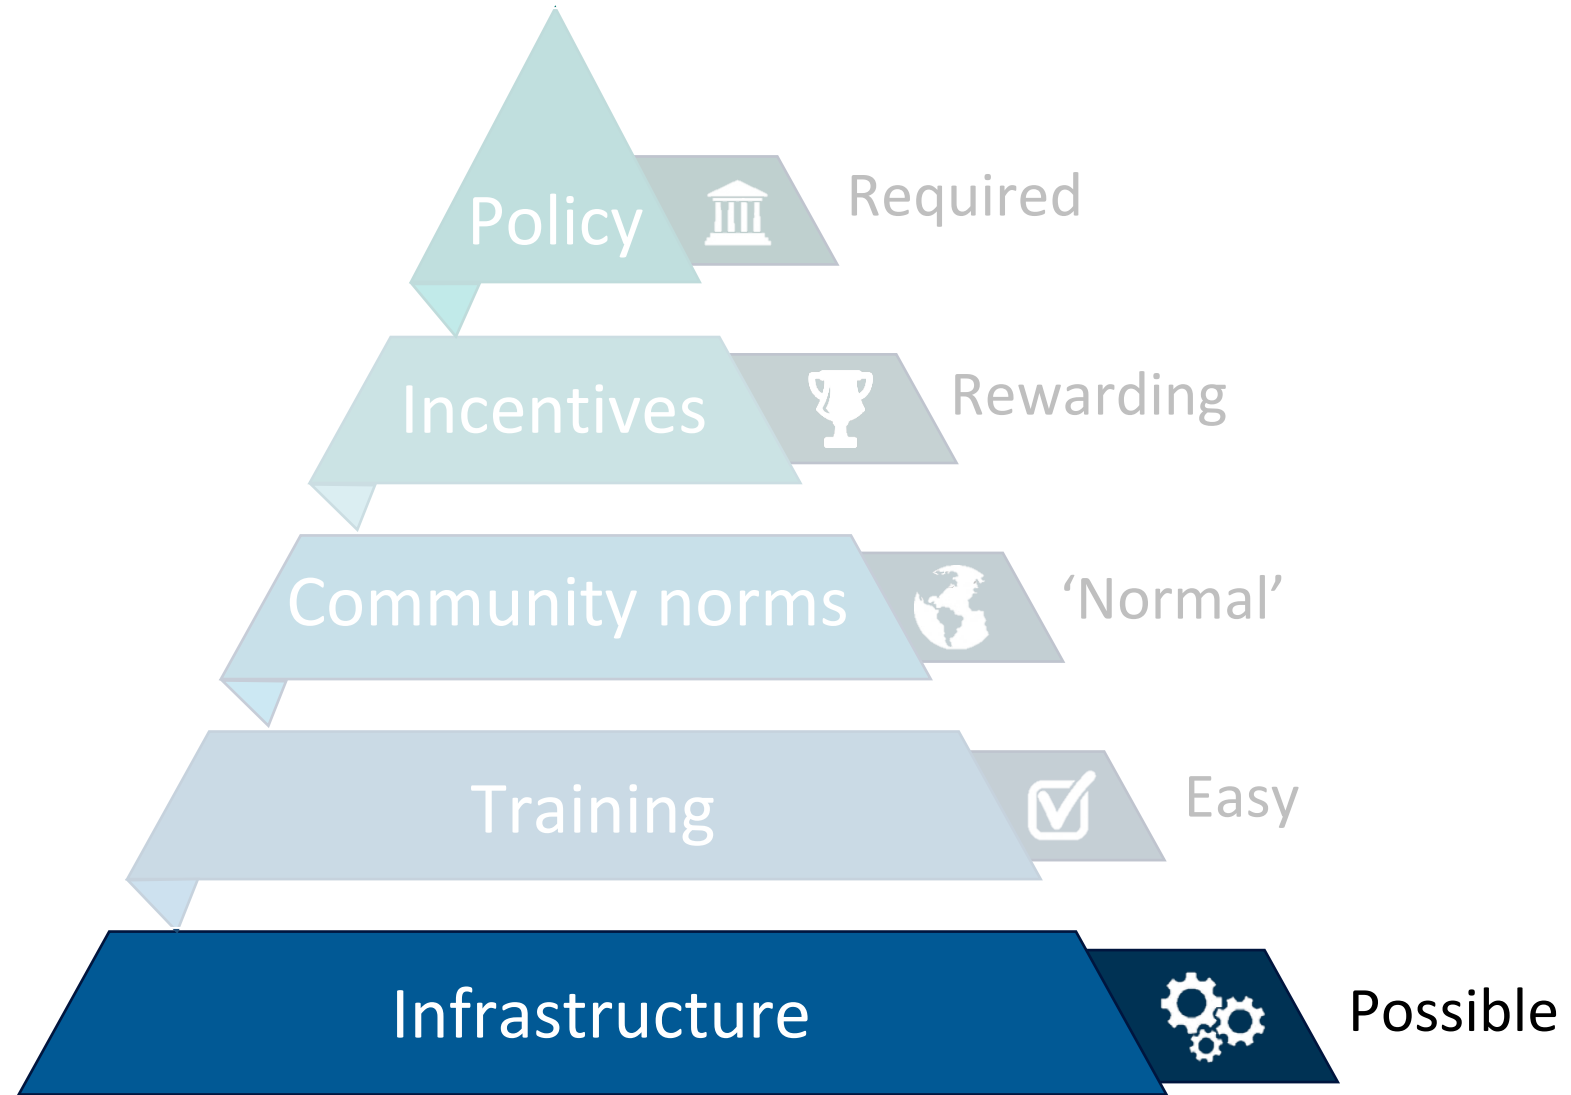 Policy
Required
Incentives
Rewarding
Community norms
‘Normal’
Training
Easy
Infrastructure
Possible